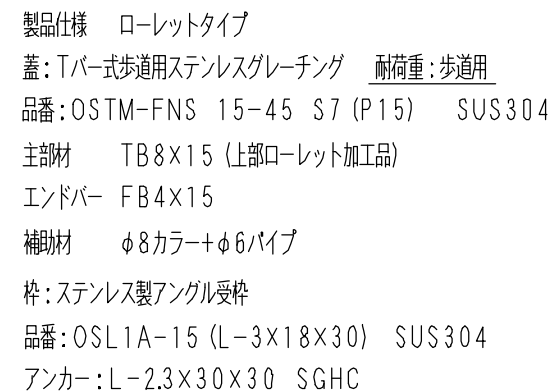 製品仕様　ローレットタイプ
蓋:Tバー式歩道用ステンレスグレーチング　耐荷重:歩道用
品番:OSTM-FNS 15-45 S7(P15)　SUS304
主部材　TB8×15(上部ローレット加工品)
エンドバー　FB4×15
補助材　φ8カラー+φ6パイプ
枠:ステンレス製アングル受枠
品番:OSL1A-15(L-3×18×30)　SUS304
アンカー:L-2.3×30×30 SGHC